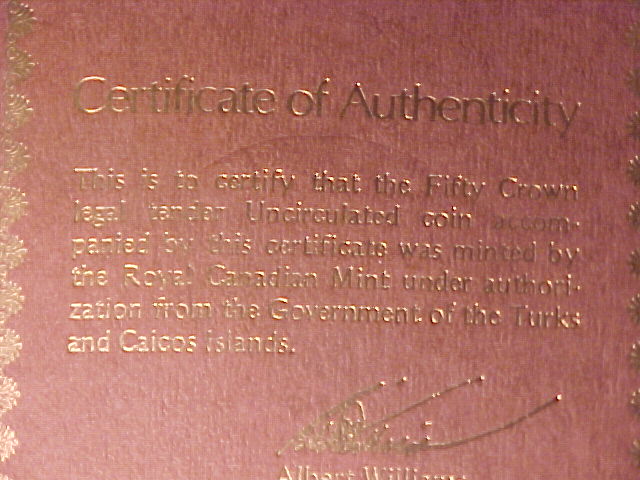 Certificate of Authenticity
This is to certify that the Fifty Crown
legal tender Uncirculated coin accom-
panied by this certificate was minted by
the Royal Canadian Mint under authori-
zation from the Government of the Turks
and Caicos islands.
Albert Williams